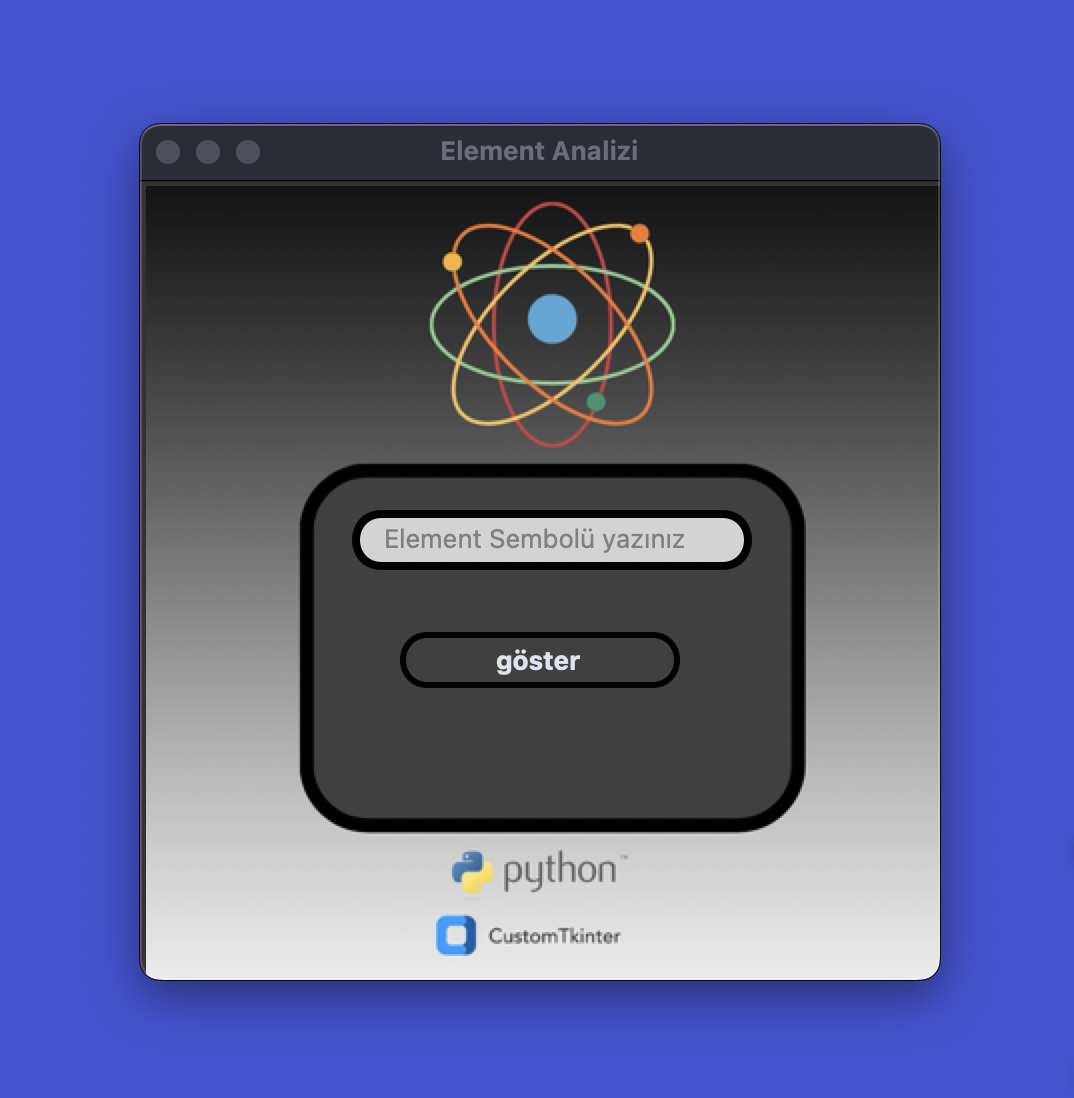 Element Analizi
Element Sembolü yazınız
göster
python™
CustomTkinter